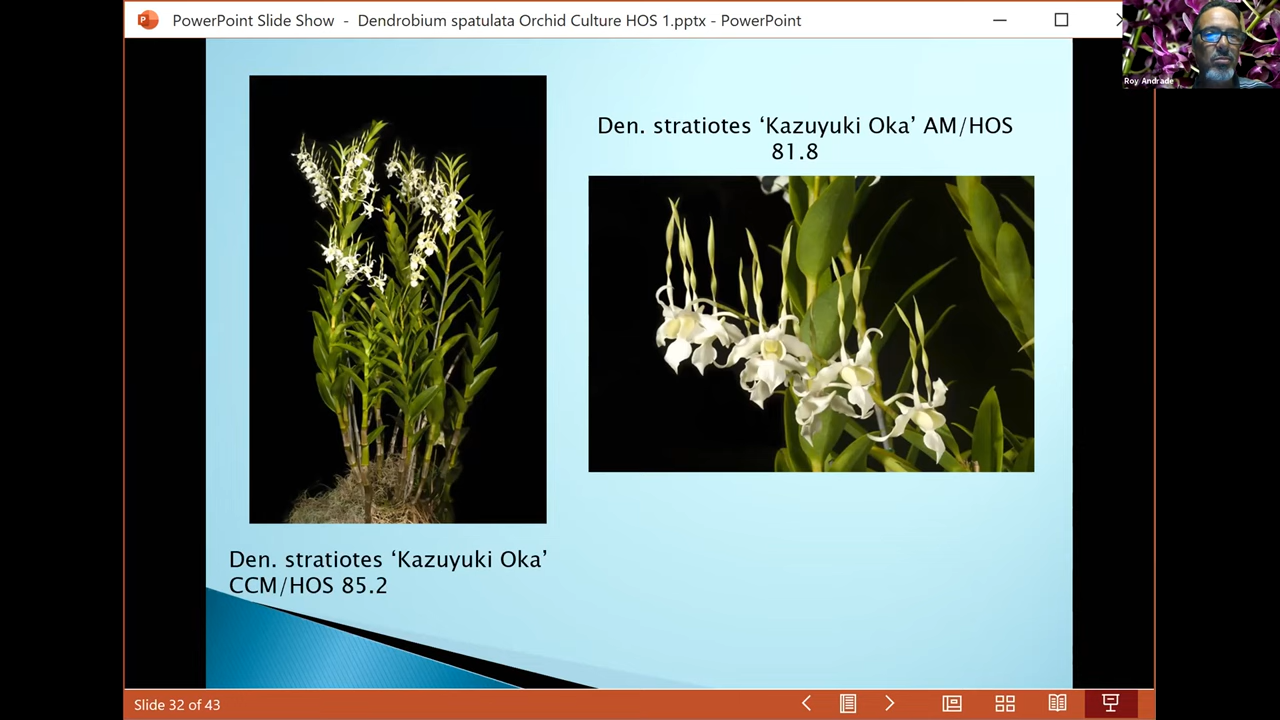 PowerPoint Slide Show - Dendrobium spatulata Orchid Culture HOS 1.pptx - PowerPoint
Roy Andrade
Den. stratiotes ‘Kazuyuki Oka’ AM/HOS
81.8
Den. stratiotes ‘Kazuyuki Oka’
CCM/HOS 85.2
Slide 32 of 43